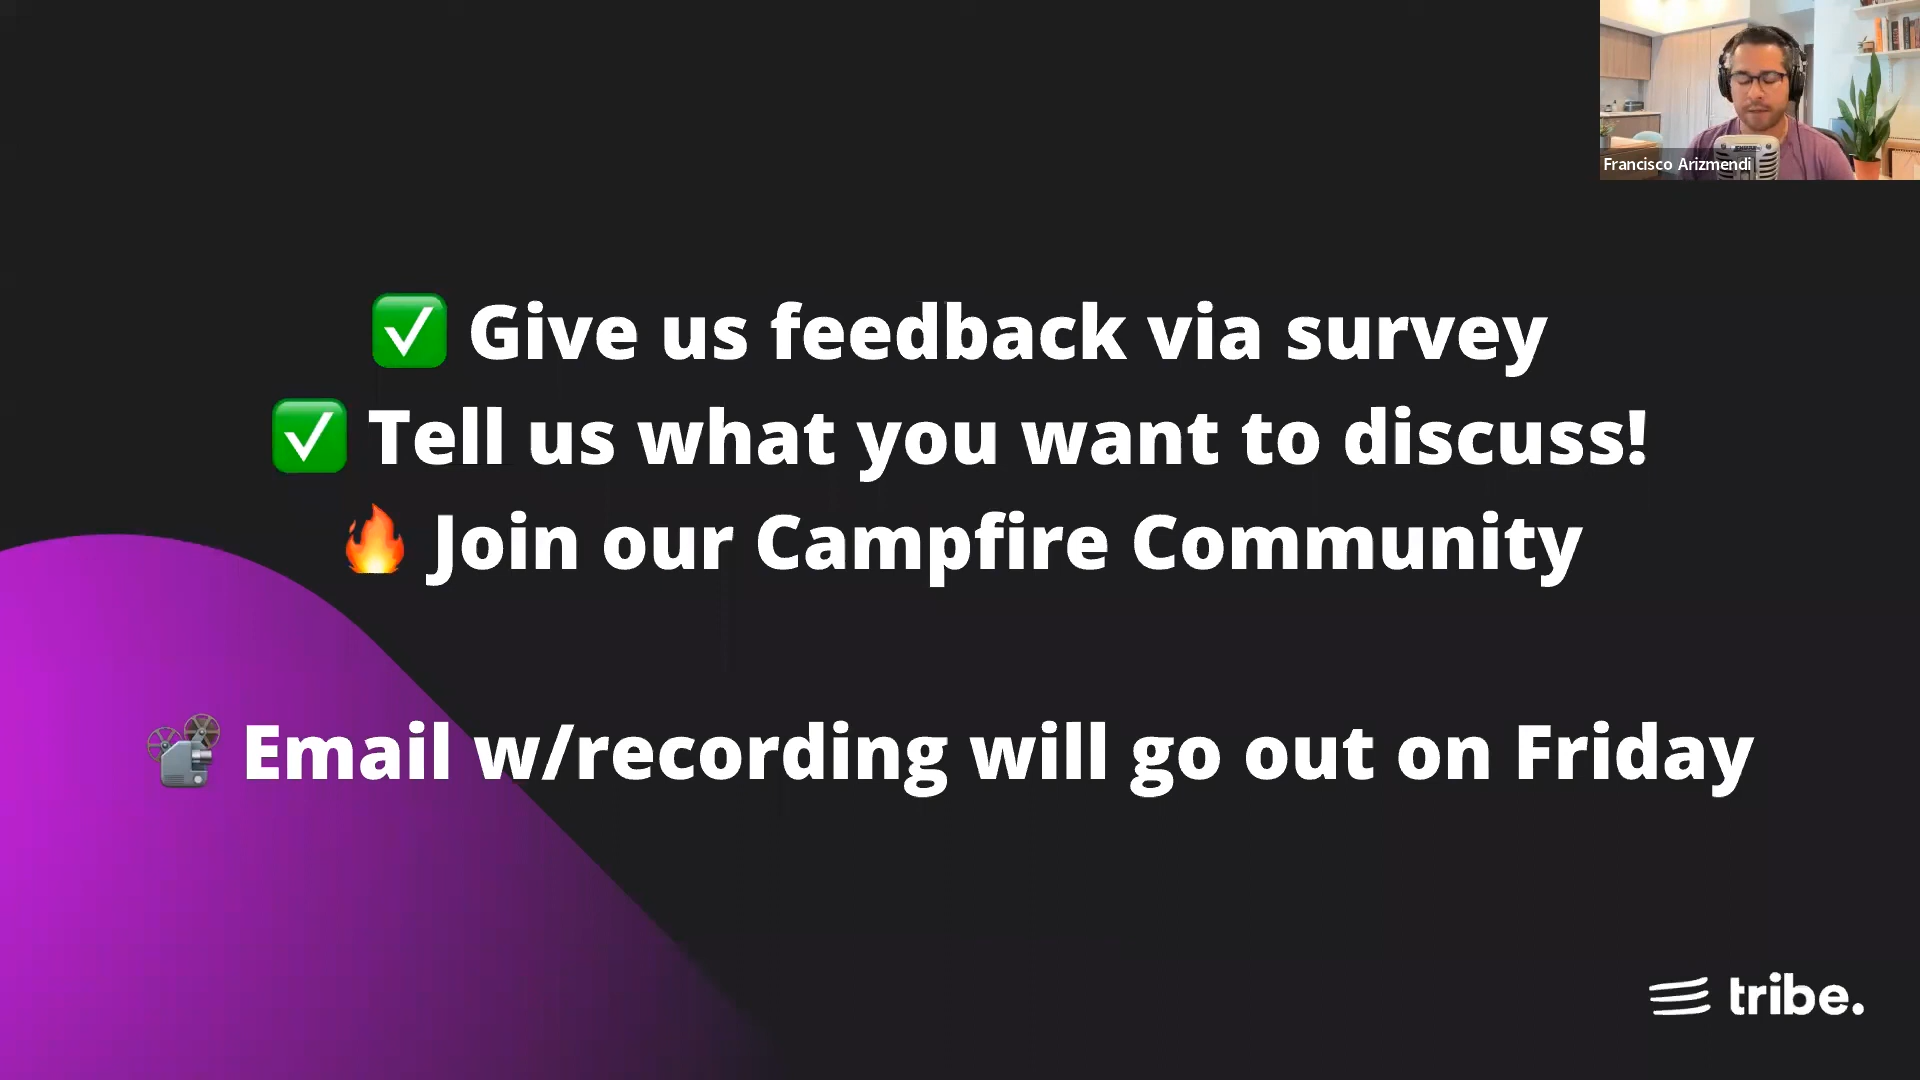 Francisco Arizmendi
✅ Give us feedback via survey
✅ Tell us what you want to discuss!
🔥 Join our Campfire Community
📽 Email w/recording will go out on Friday
tribe.